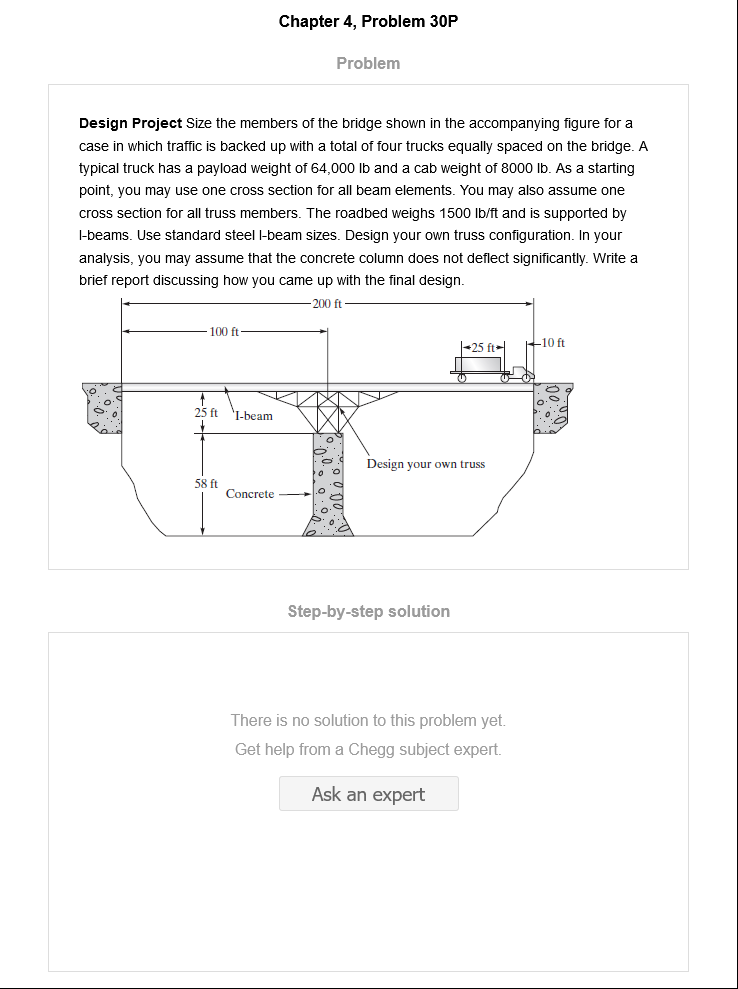 Chapter 4, Problem 30P
Problem
Design Project Size the members of the bridge shown in the accompanying figure for a
case in which traffic is backed up with a total of four trucks equally spaced on the bridge. A
typical truck has a payload weight of 64,000 lb and a cab weight of 8000 lb. As a starting
point, you may use one cross section for all beam elements. You may also assume one
cross section for all truss members. The roadbed weighs 1500 lb/ft and is supported by
I-beams. Use standard steel I-beam sizes. Design your own truss configuration. In your
analysis, you may assume that the concrete column does not deflect significantly. Write a
brief report discussing how you came up with the final design.
200 ft
100 ft
25 ft
10 ft
25 ft
I-beam
Design your own truss
58 ft
Concrete
Step-by-step solution
There is no solution to this problem yet.
Get help from a Chegg subject expert.
Ask an expert